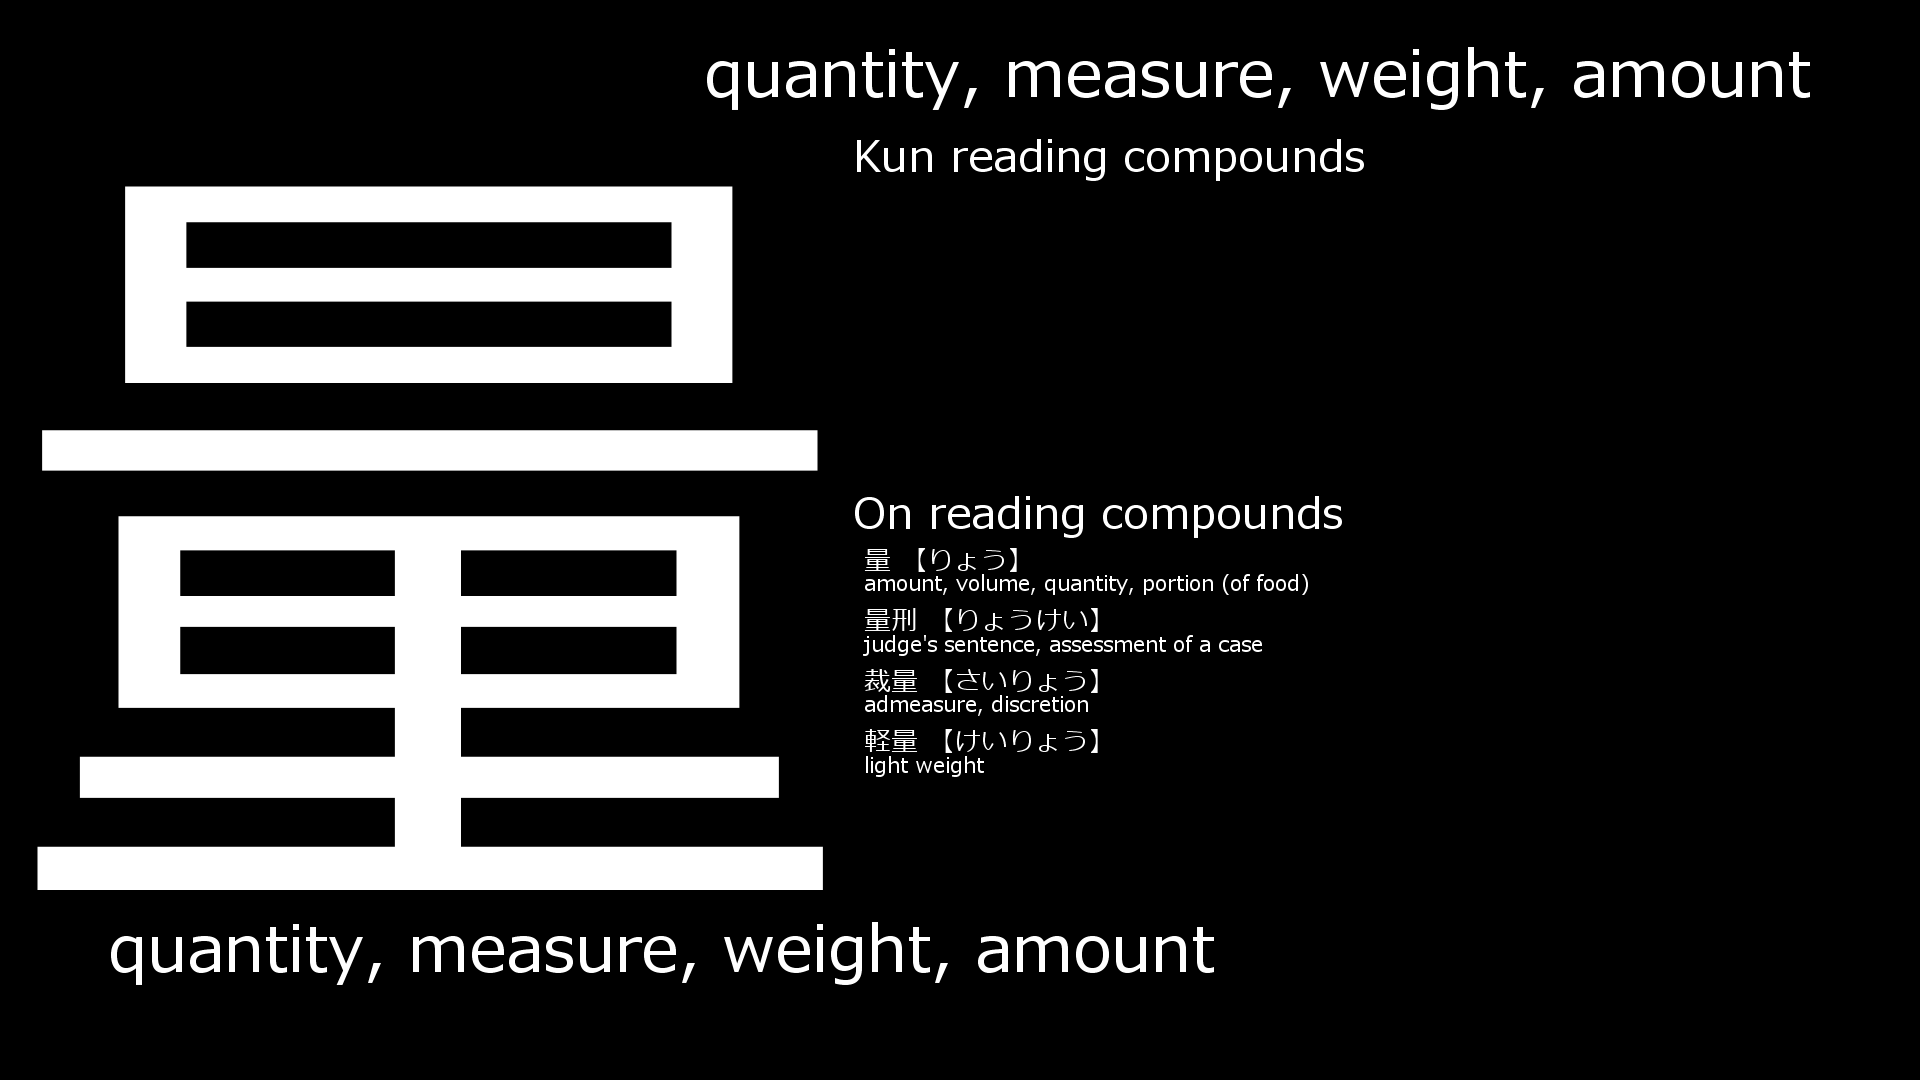 quantity, measure, weight, amount
Kun reading compounds
量
On reading compounds
量 【りょう】
amount, volume, quantity, portion (of food)
量刑 【りょうけい】
judge's sentence, assessment of a case
裁量 【さいりょう】
admeasure, discretion
軽量 【けいりょう】
light weight
quantity, measure, weight, amount